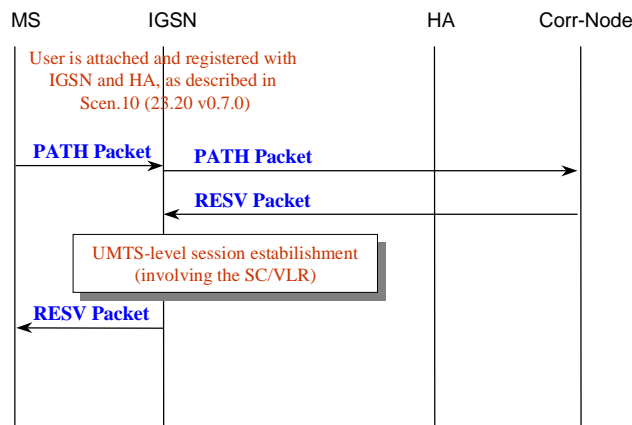 MS IGSN HA Corr-Node
User is attached and registered with
IGSN and HA, as described in
Scen.10 (23.20 v0.7.0)
PATH Packet
PATH Packet
RESV Packet
UMTS-level session estabilishment
(involving the SC/VLR)
RESV Packet